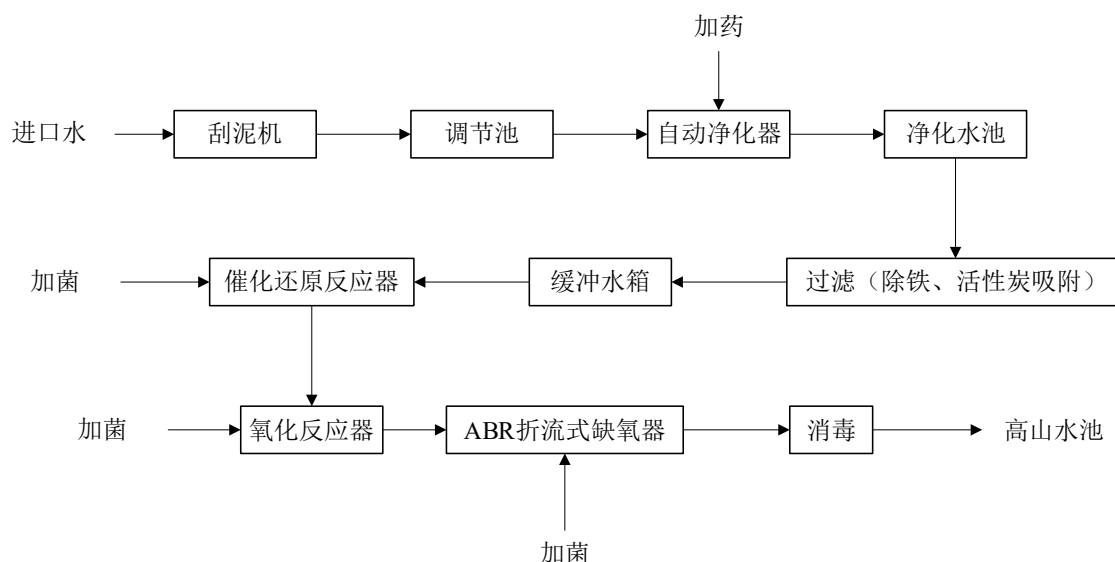 加药
进口水
刮泥机
调节池
自动净化器
净化水池
加菌
催化还原反应器
缓冲水箱
过滤（除铁、活性炭吸附）
加菌
氧化反应器
ABR折流式缺氧器
消毒
高山水池
加菌